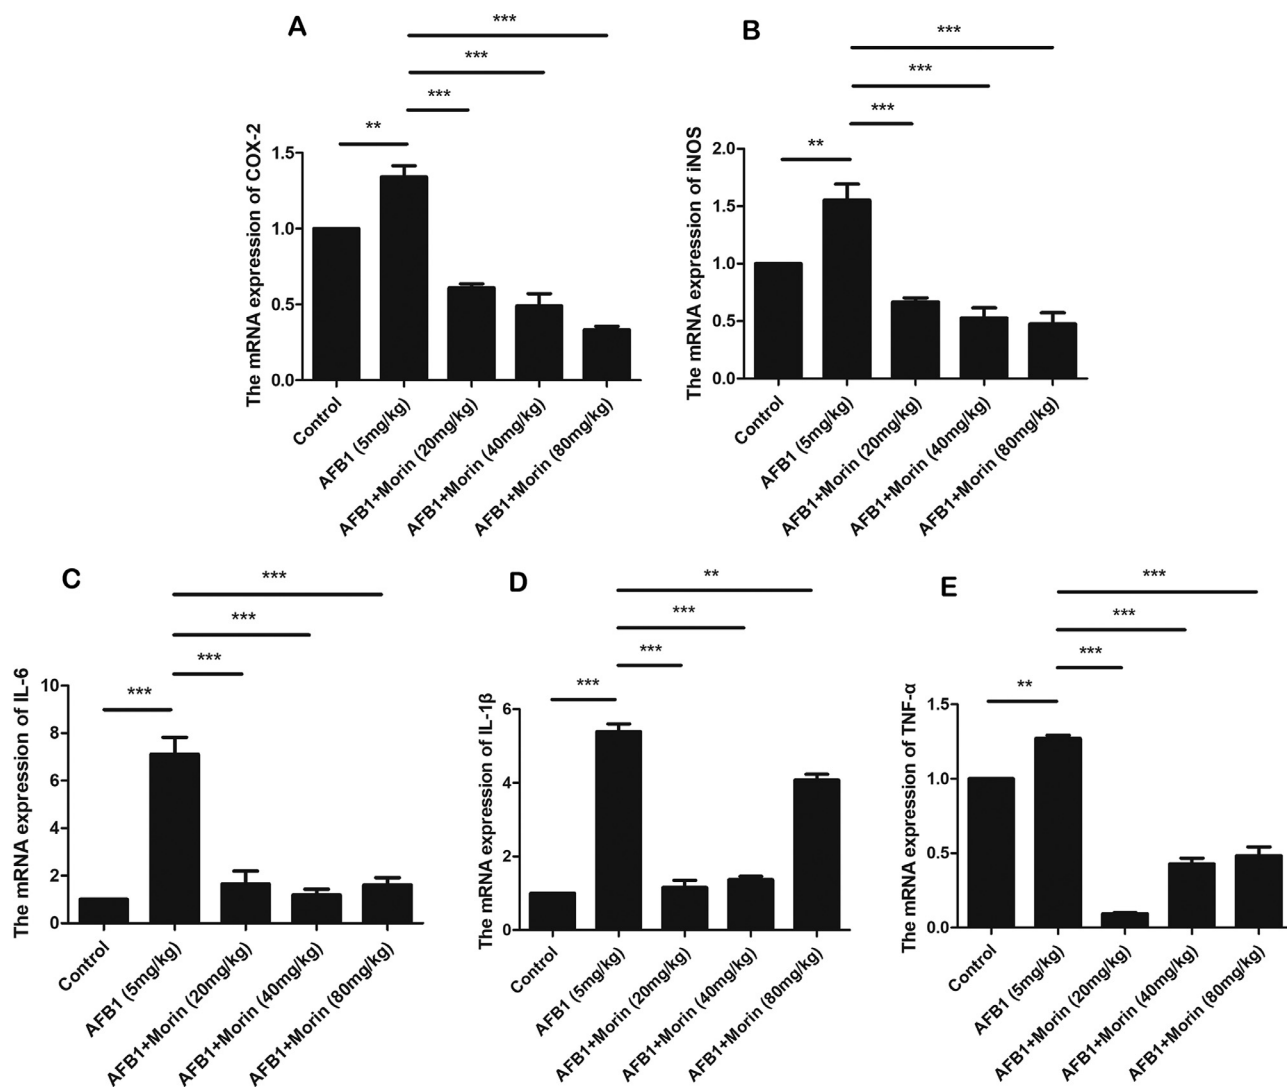 A
***
***
***
**
The mRNA expression of COX-2
1.5
1.0
0.5
0.0
Control
AFB1 (5mg/kg)
AFB1+Morin (20mg/kg)
AFB1+Morin (40mg/kg)
AFB1+Morin (80mg/kg)
B
***
***
***
**
The mRNA expression of iNOS
2.0
1.5
1.0
0.5
0.0
Control
AFB1 (5mg/kg)
AFB1+Morin (20mg/kg)
AFB1+Morin (40mg/kg)
AFB1+Morin (80mg/kg)
C
***
***
***
***
The mRNA expression of IL-6
10
8
6
4
2
0
Control
AFB1 (5mg/kg)
AFB1+Morin (20mg/kg)
AFB1+Morin (40mg/kg)
AFB1+Morin (80mg/kg)
D
**
***
***
***
The mRNA expression of IL-1β
6
4
2
0
Control
AFB1 (5mg/kg)
AFB1+Morin (20mg/kg)
AFB1+Morin (40mg/kg)
AFB1+Morin (80mg/kg)
E
***
***
***
**
The mRNA expression of TNF-α
1.5
1.0
0.5
0.0
Control
AFB1 (5mg/kg)
AFB1+Morin (20mg/kg)
AFB1+Morin (40mg/kg)
AFB1+Morin (80mg/kg)